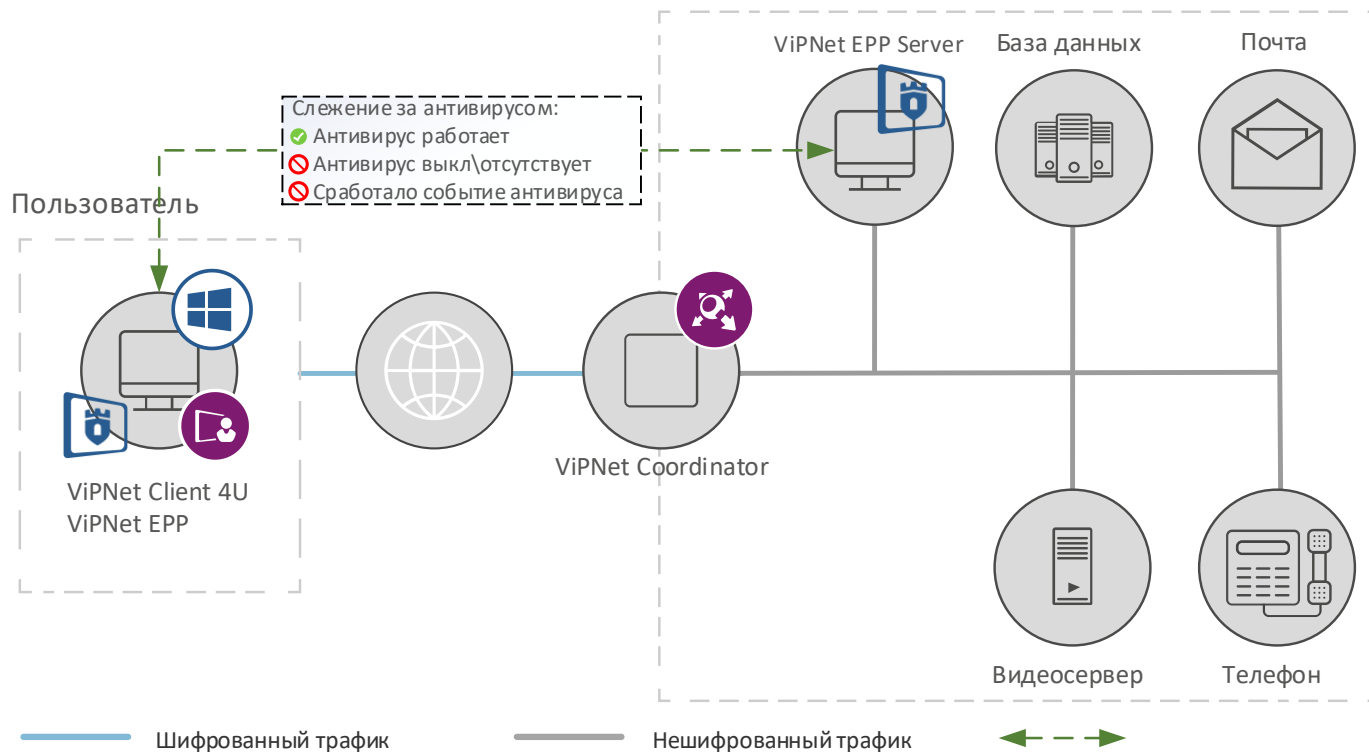 ViPNet EPP Server
База данных
Почта
Слежение за антивирусом:
Антивирус работает
Антивирус выкл\отсутствует
Сработало событие антивируса
Пользователь
ViPNet Coordinator
ViPNet Client 4U
ViPNet EPP
Видеосервер
Телефон
Шифрованный трафик
Нешифрованный трафик